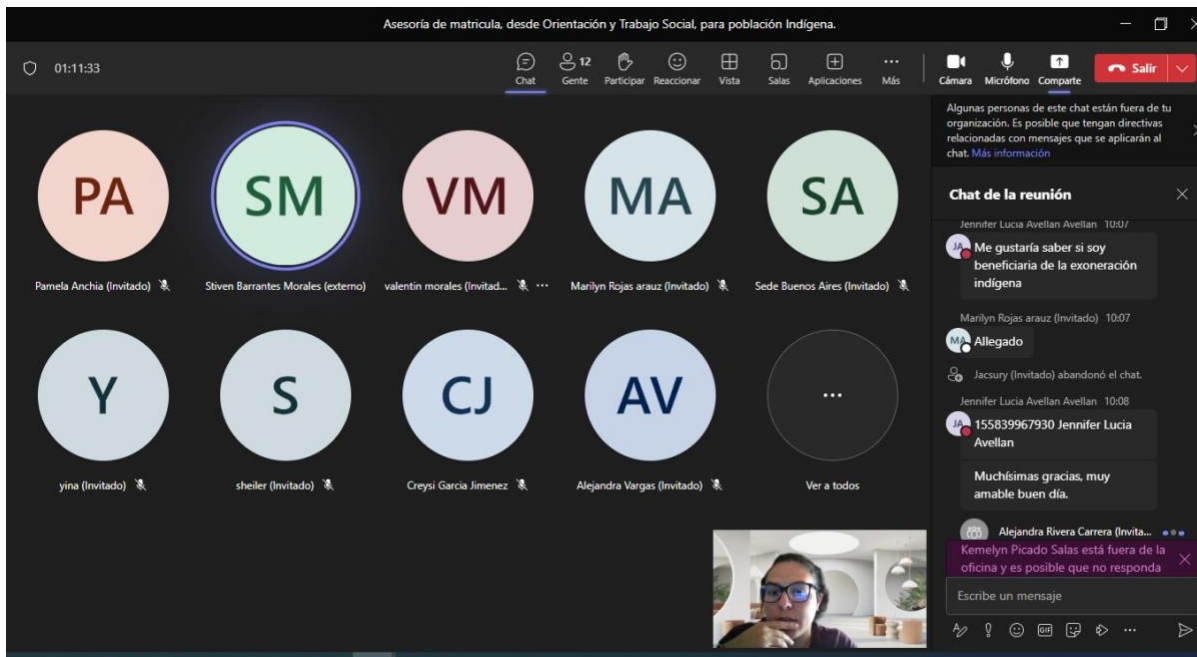 Asesoría de matricula, desde Orientación y Trabajo Social, para población Indígena.
01:11:33
Chat
12
Gente
Participar
Reaccionar
Vista
Salas
Aplicaciones
Más
Cámara
Micrófono
Comparte
Salir
PA
SM
VM
MA
SA
Pamela Anchia (Invitado)
Stiven Barrantes Morales (externo)
valentin morales (Invitad...
Marilyn Rojas arauz (Invitado)
Sede Buenos Aires (Invitado)
Y
S
CJ
AV
yina (Invitado)
sheiler (Invitado)
Creysi Garcia Jimenez
Alejandra Vargas (Invitado)
Ver a todos
Algunas personas de este chat están fuera de tu
organización. Es posible que tengan directivas
relacionadas con mensajes que se aplicarán al
chat. Más información
Chat de la reunión
Jennifer Lucia Avellan Avellan 10:07
JA
Me gustaría saber si soy
beneficiaria de la exoneración
indígena
Marilyn Rojas arauz (Invitado) 10:07
MA
Allegado
Jacsury (Invitado) abandonó el chat.
Jennifer Lucia Avellan Avellan 10:08
JA
155839967930 Jennifer Lucia
Avellan
Muchísimas gracias, muy
amable buen día.
Alejandra Rivera Carrera (Invita...
Kemelyn Picado Salas está fuera de la
oficina y es posible que no responda
Escribe un mensaje
GIF